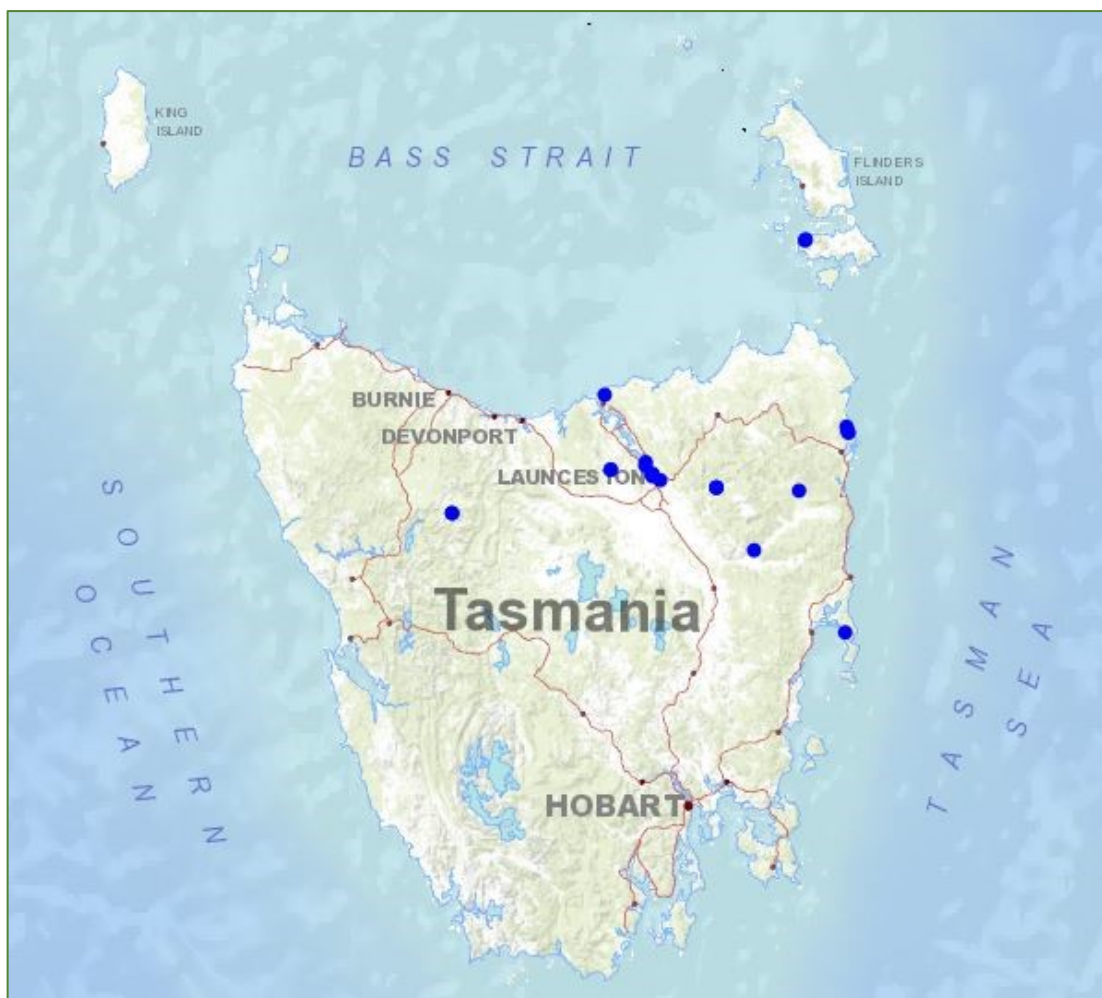 KING
ISLAND
BASS STRAIT
FLINDERS
ISLAND
BURNIE
DEVONPORT
LAUNCESTON
Tasmania
SOUTHERN
OCEAN
TASMAN
SEA
HOBART